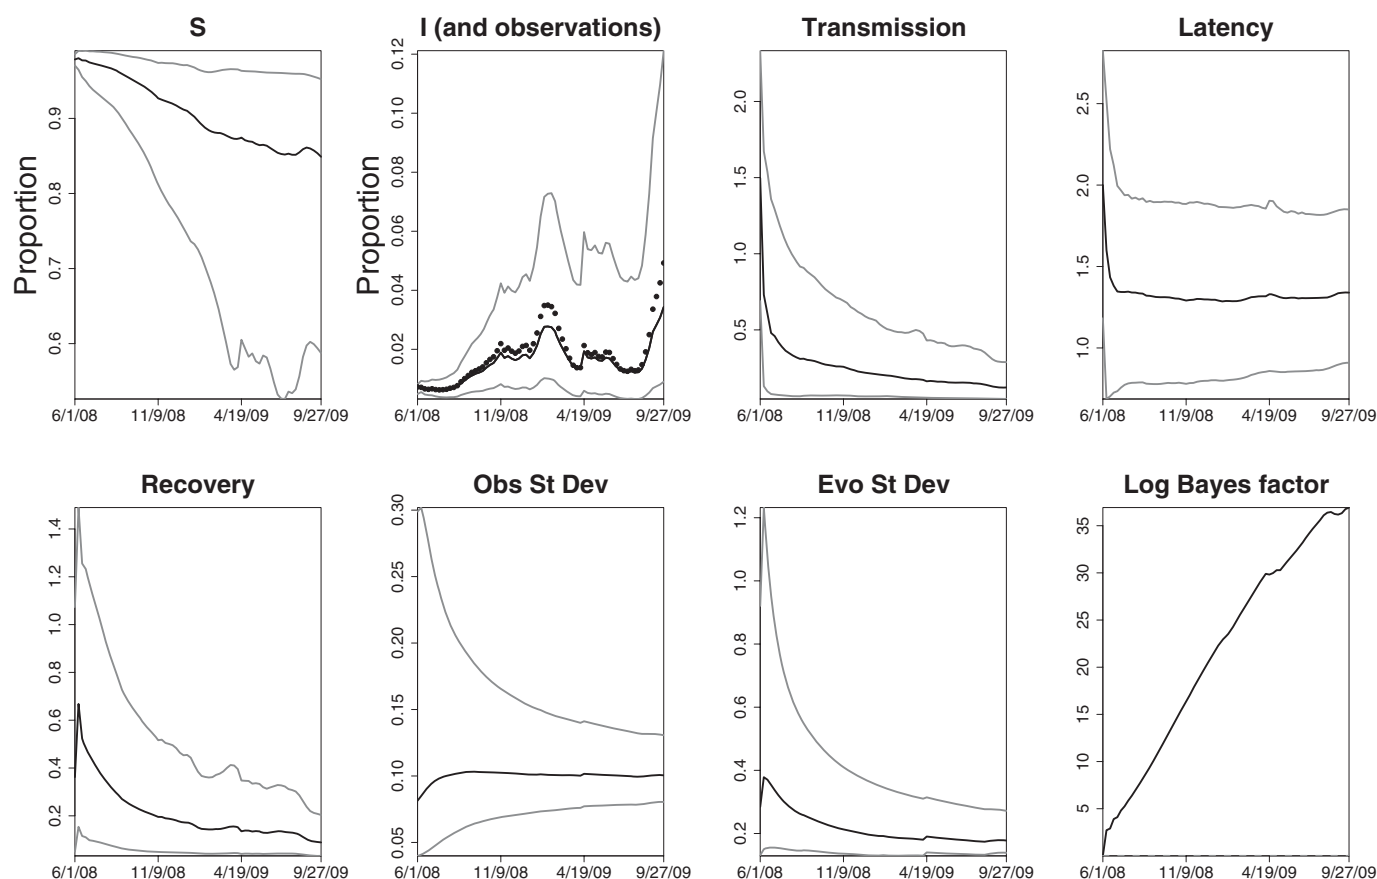 S
I (and observations)
Transmission
Latency
Proportion
0.9
0.8
0.7
0.6
6/1/08 11/9/08 4/19/09 9/27/09
Proportion
0.12
0.10
0.08
0.06
0.04
0.02
6/1/08 11/9/08 4/19/09 9/27/09
2.0
1.5
1.0
0.5
6/1/08 11/9/08 4/19/09 9/27/09
2.5
2.0
1.5
1.0
6/1/08 11/9/08 4/19/09 9/27/09
Recovery
Obs St Dev
Evo St Dev
Log Bayes factor
1.4
1.2
1.0
0.8
0.6
0.4
0.2
6/1/08 11/9/08 4/19/09 9/27/09
0.30
0.25
0.20
0.15
0.10
0.05
6/1/08 11/9/08 4/19/09 9/27/09
1.2
1.0
0.8
0.6
0.4
0.2
6/1/08 11/9/08 4/19/09 9/27/09
35
30
25
20
15
10
5
6/1/08 11/9/08 4/19/09 9/27/09